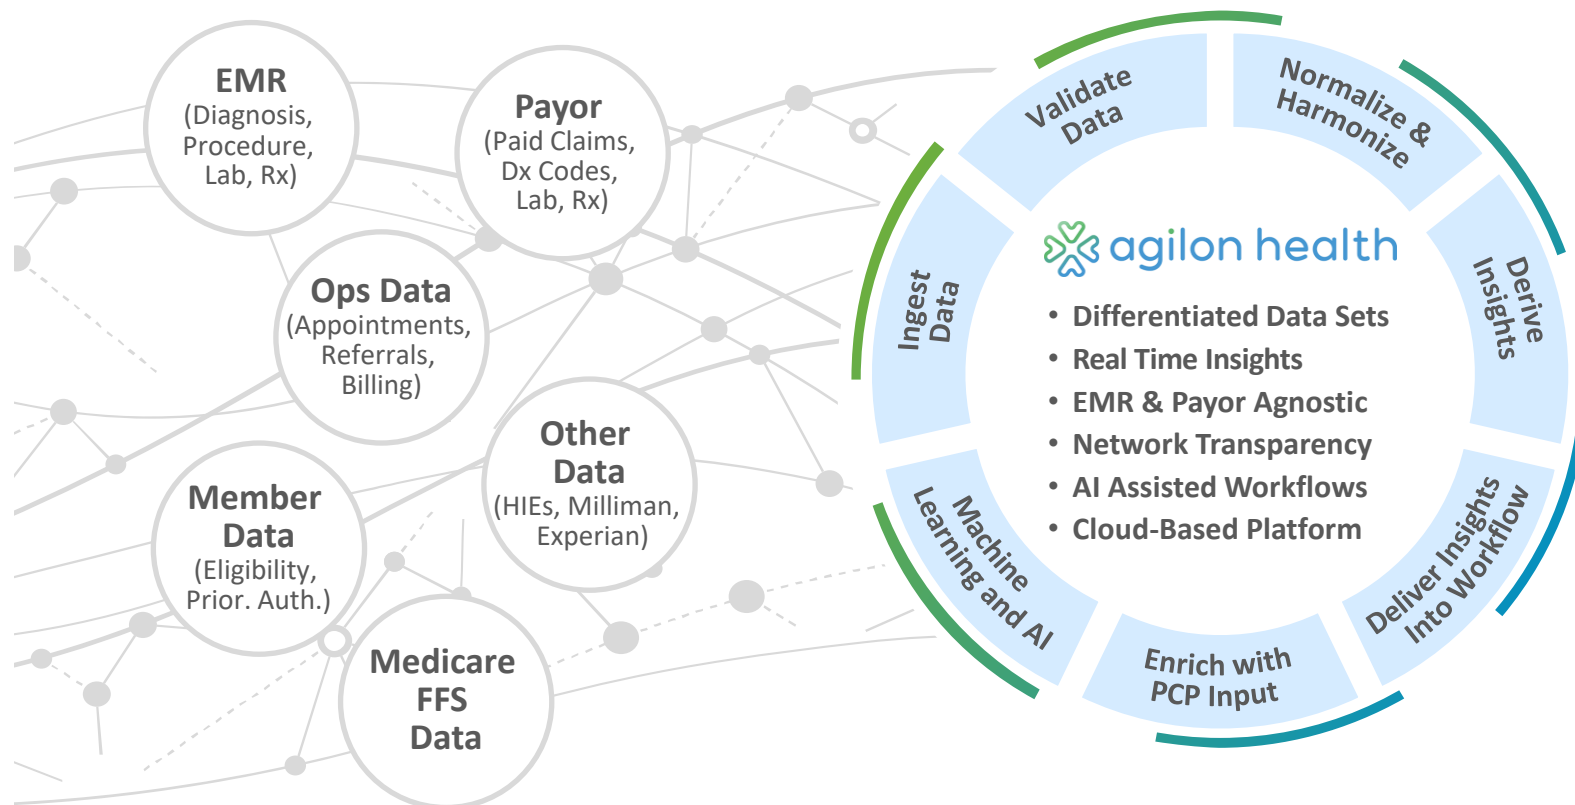 EMR
(Diagnosis,
Procedure,
Lab, Rx)
Payor
(Paid Claims,
Dx Codes,
Lab, Rx)
Ops Data
(Appointments,
Referrals,
Billing)
Other
Data
(HIEs, Milliman,
Experian)
Member
Data
(Eligibility,
Prior. Auth.)
Medicare
FFS
Data
Ingest
Data
Validate
Data
Normalize &
Harmonize
Derive
Insights
Deliver Insights
Into Workflow
Enrich with
PCP Input
Machine
Learning and AI
agilon health
• Differentiated Data Sets
• Real Time Insights
• EMR & Payor Agnostic
• Network Transparency
• AI Assisted Workflows
• Cloud-Based Platform